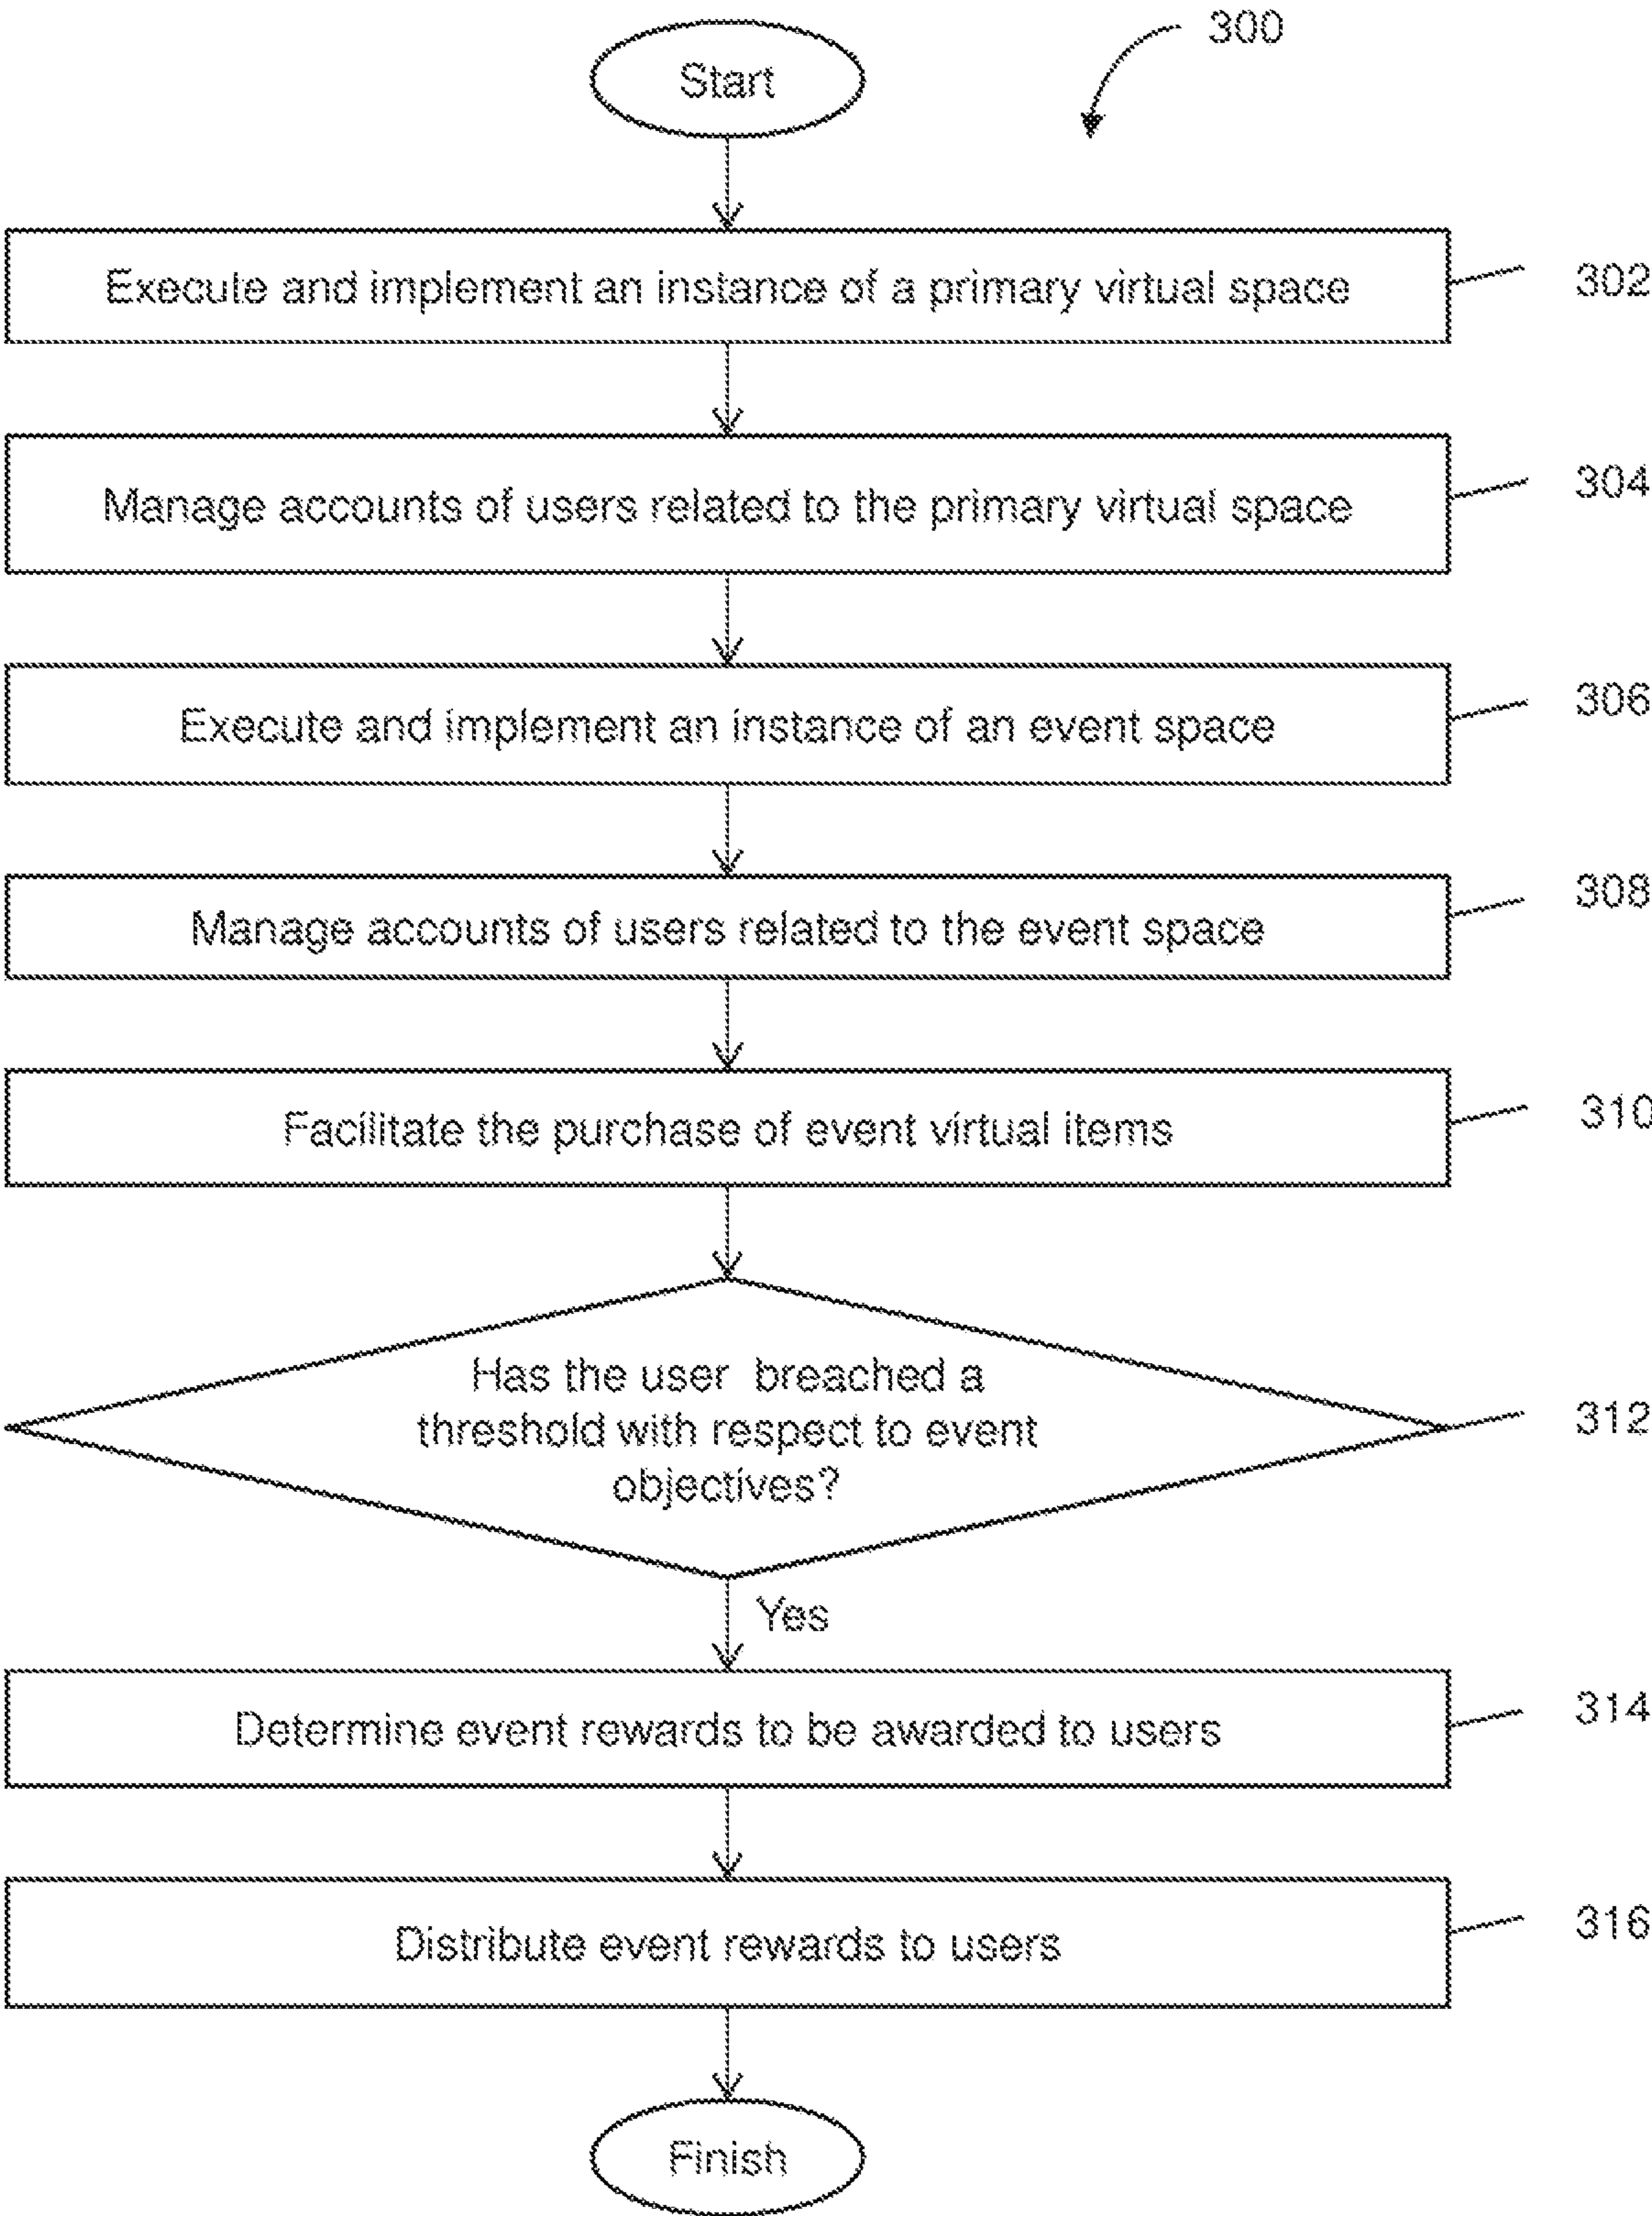 300
Start
Execute and implement an instance of a primary virtual space
302
Manage accounts of users related to the primary virtual space
304
Execute and implement an instance of an event space
306
Manage accounts of users related to the event space
308
Facilitate the purchase of event virtual items
310
Has the user breached a
threshold with respect to event
objectives?
312
Yes
Determine event rewards to be awarded to users
314
Distribute event rewards to users
316
Finish